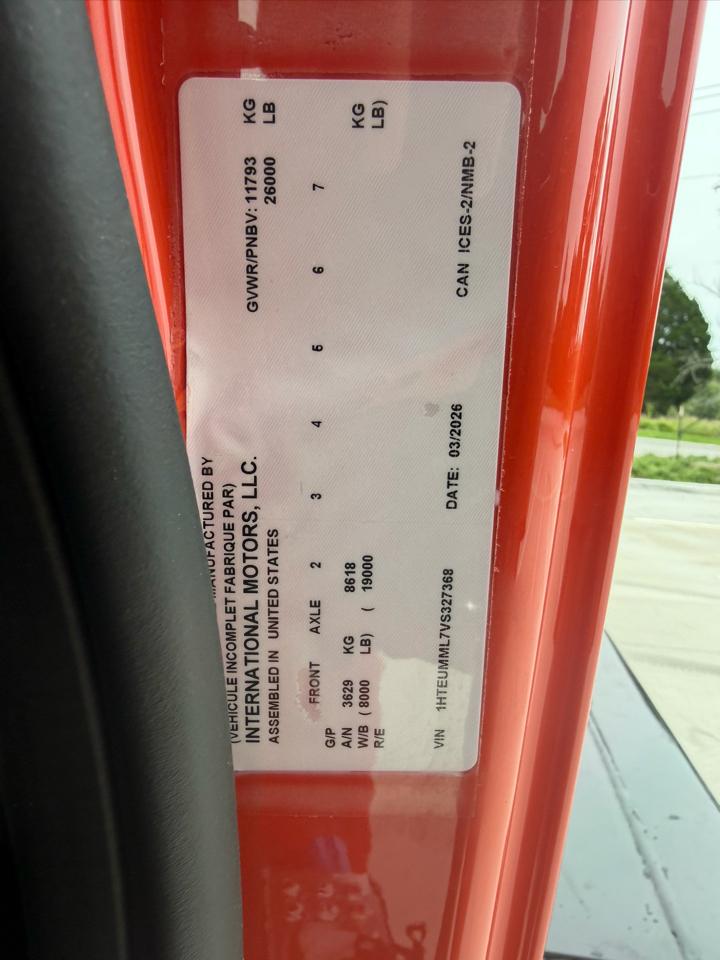 MANUFACTURED BY
(VEHICULE INCOMPLET FABRIQUE PAR)
INTERNATIONAL MOTORS, LLC.
ASSEMBLED IN UNITED STATES
GVWR/PNBV: 11793 KG
26000 LB
FRONT AXLE 2 3 4 5 6 7
G/P
A/N 3629 KG 8618 KG
W/B ( 8000 LB) ( 19000 LB)
R/E
VIN 1HTEUMML7VS327368 DATE: 03/2026 CAN ICES-2/NMB-2